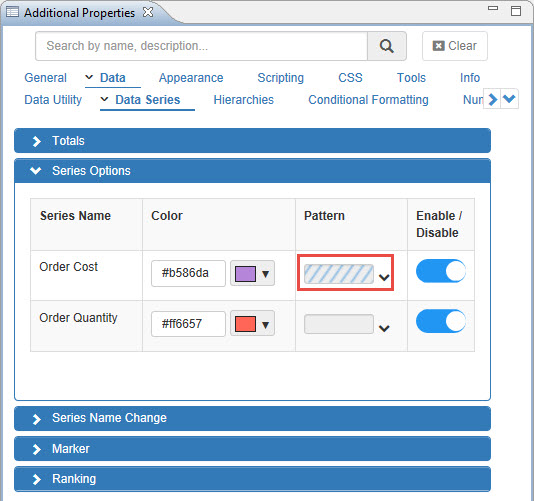 Additional Properties
Search by name, description...
Clear
General Data Appearance Scripting CSS Tools Info
Data Utility Data Series Hierarchies Conditional Formatting Nun
Totals
Series Options
Series Name Color Pattern Enable /
Disable
Order Cost #b586da
Order Quantity #ff6657
Series Name Change
Marker
Ranking